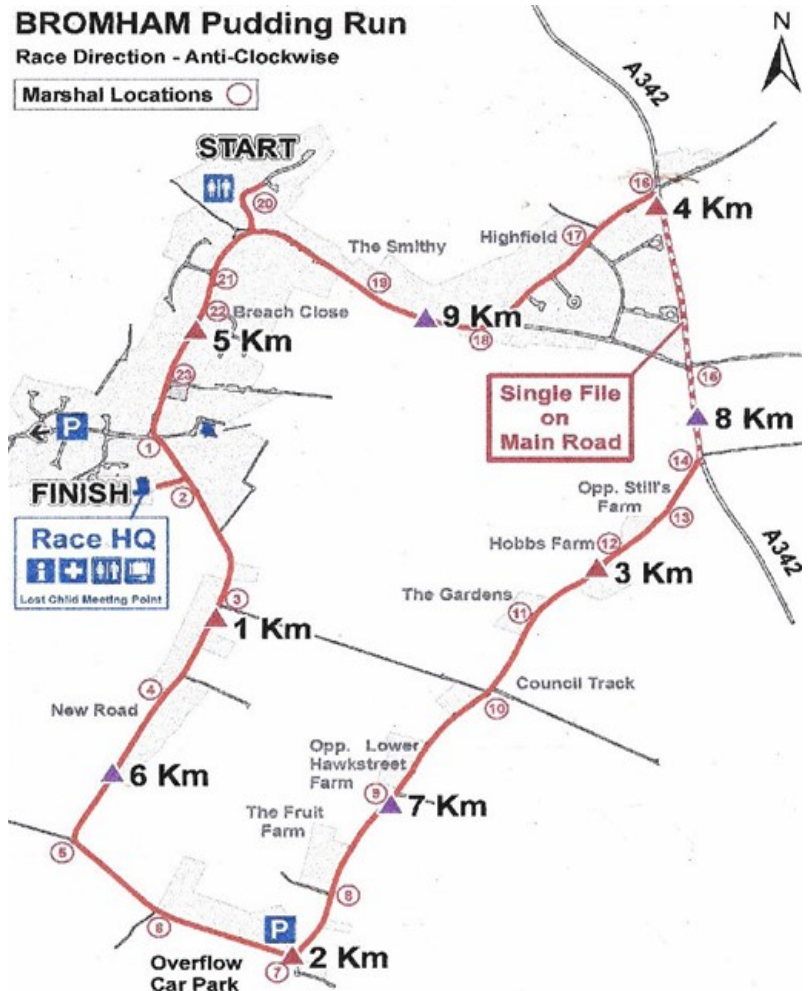 BROMHAM Pudding Run
Race Direction - Anti-Clockwise
Marshal Locations
N
A342
START
20
16
4 Km
The Smithy
Highfield
17
21
19
22
Breach Close
5 Km
9 Km
18
23
Single File
on
Main Road
15
8 Km
P
1
14
FINISH
2
Opp. Still's
Farm
13
A342
Race HQ
Lost Child Meeting Point
Hobbs Farm
12
3 Km
The Gardens
11
3
1 Km
4
New Road
Council Track
10
Opp. Lower
Hawkstreet
Farm
9
6 Km
7 Km
The Fruit
Farm
5
8
6
P
2 Km
7
Overflow
Car Park